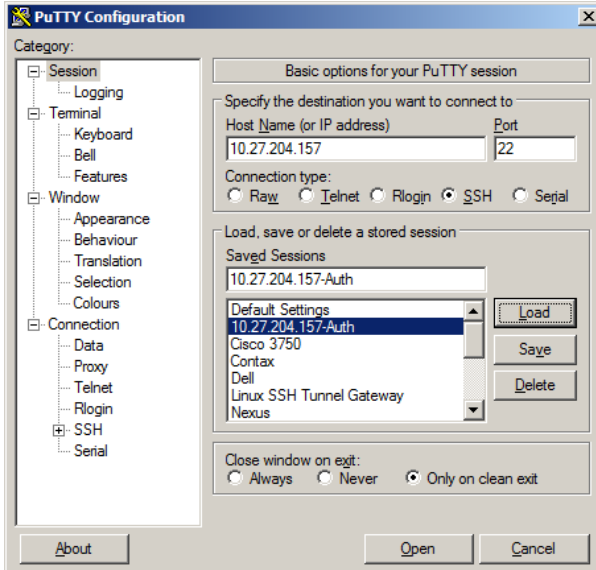 PuTTY Configuration
Category:
Session
Logging
Terminal
Keyboard
Bell
Features
Window
Appearance
Behaviour
Translation
Selection
Colours
Connection
Data
Proxy
Telnet
Rlogin
SSH
Serial
Basic options for your PuTTY session
Specify the destination you want to connect to
Host Name (or IP address) Port
10.27.204.157 22
Connection type:
Raw Telnet Rlogin SSH Serial
Load, save or delete a stored session
Saved Sessions
10.27.204.157-Auth
Default Settings
10.27.204.157-Auth
Cisco 3750
Contax
Dell
Linux SSH Tunnel Gateway
Nexus
Load
Save
Delete
Close window on exit:
Always Never Only on clean exit
About Open Cancel